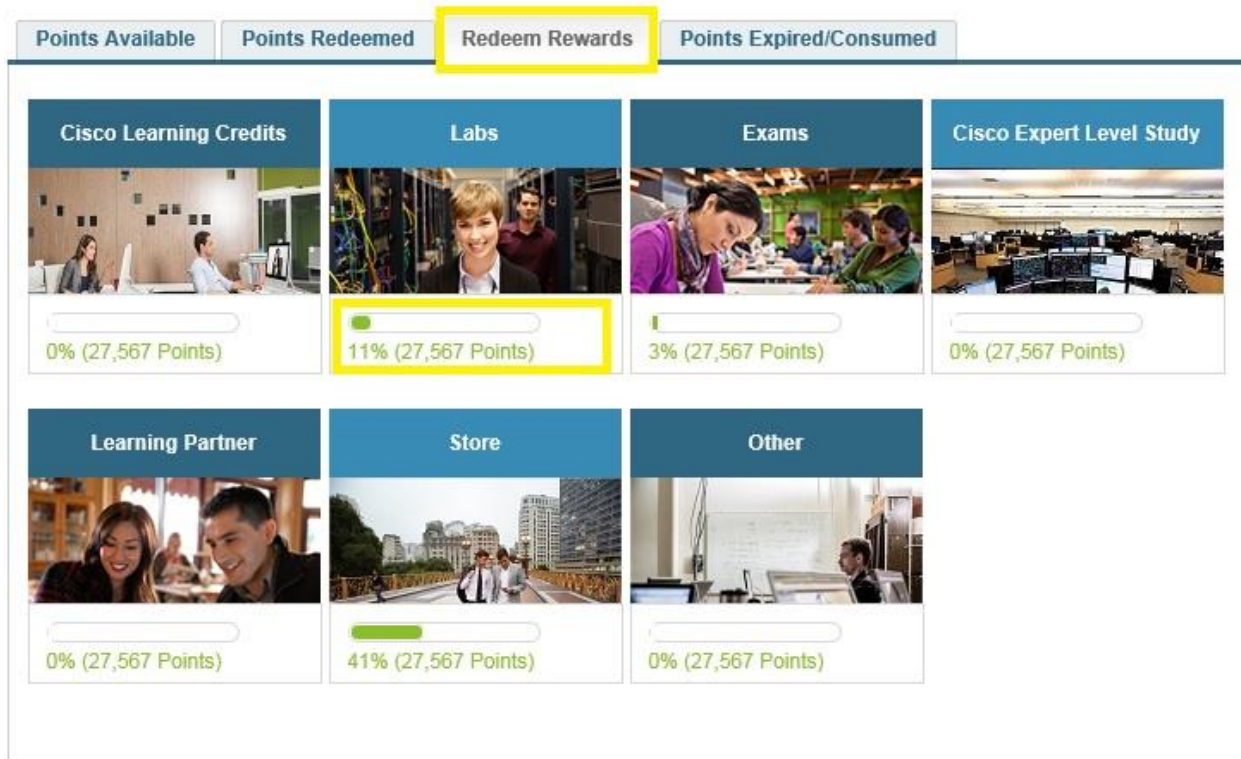 Points Available
Points Redeemed
Redeem Rewards
Points Expired/Consumed
Cisco Learning Credits
Labs
Exams
Cisco Expert Level Study
0% (27,567 Points)
11% (27,567 Points)
3% (27,567 Points)
0% (27,567 Points)
Learning Partner
Store
Other
0% (27,567 Points)
41% (27,567 Points)
0% (27,567 Points)